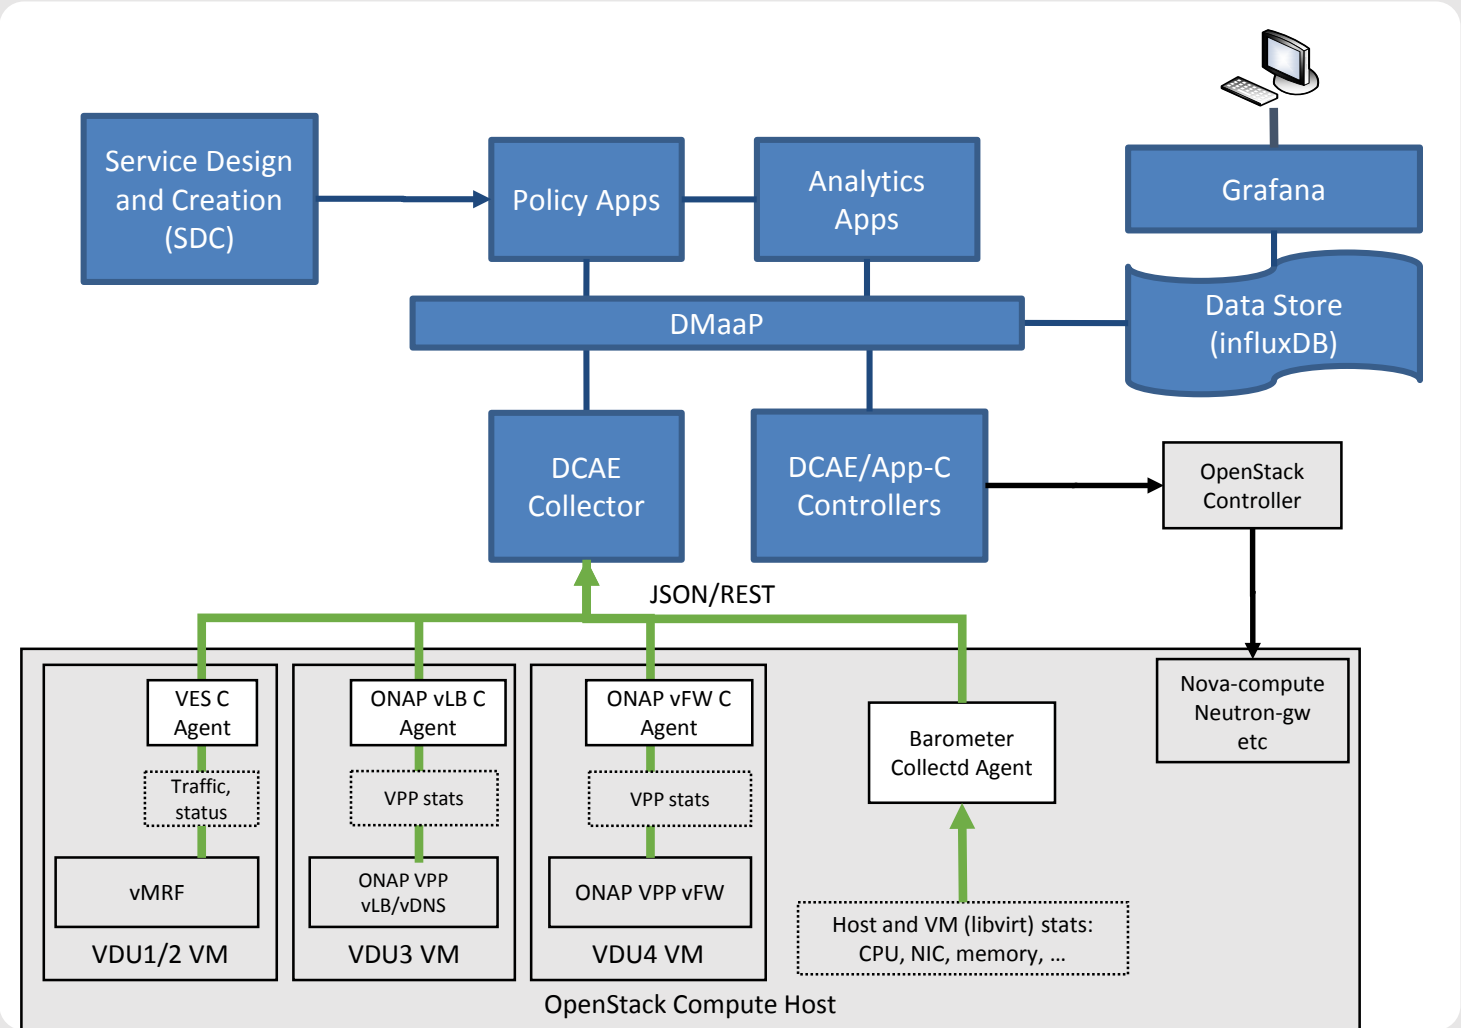 Service Design
and Creation
(SDC)
Policy Apps
Analytics
Apps
Grafana
DMaaP
Data Store
(influxDB)
DCAE
Collector
DCAE/App-C
Controllers
OpenStack
Controller
JSON/REST
VES C
Agent
ONAP vLB C
Agent
ONAP vFW C
Agent
Barometer
Collectd Agent
Nova-compute
Neutron-gw
etc
Traffic,
status
VPP stats
VPP stats
vMRF
ONAP VPP
vLB/vDNS
ONAP VPP vFW
Host and VM (libvirt) stats:
CPU, NIC, memory, ...
VDU1/2 VM
VDU3 VM
VDU4 VM
OpenStack Compute Host